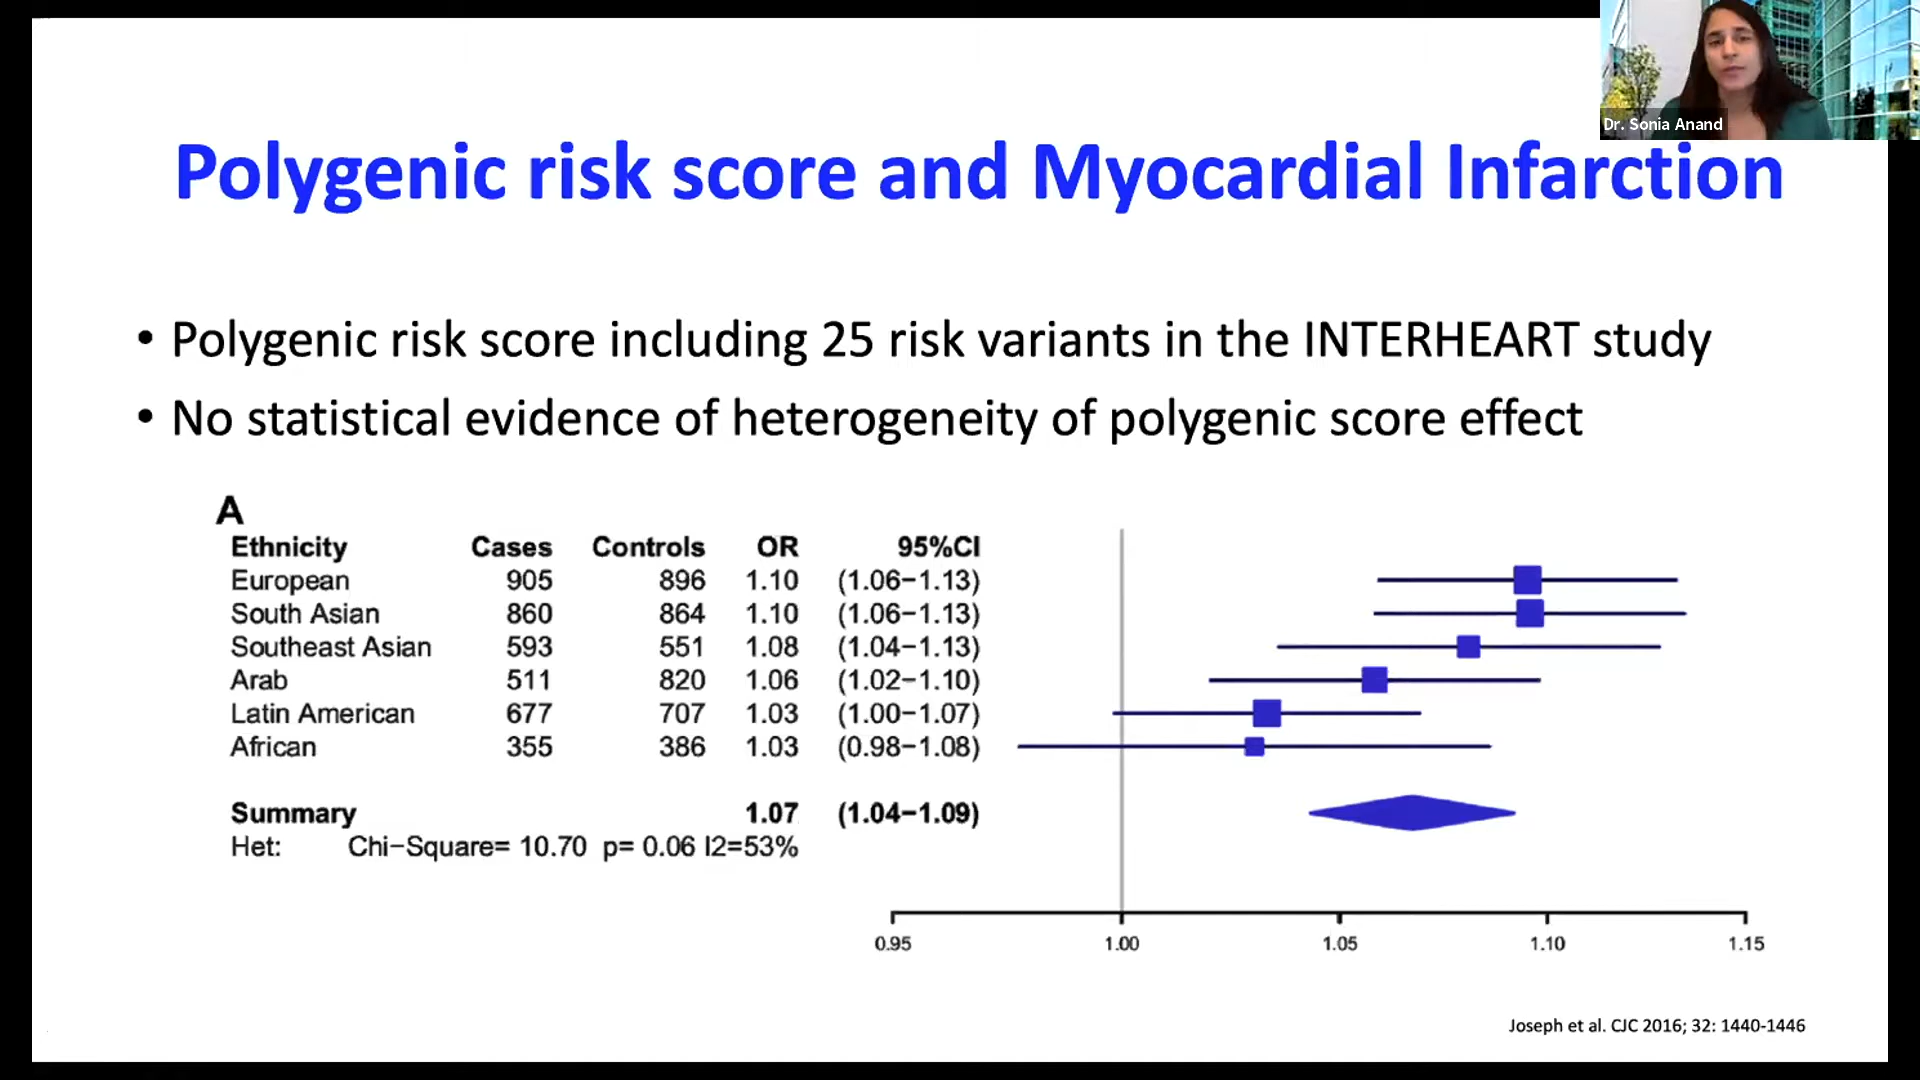 Dr. Sonia Anand
Polygenic risk score and Myocardial Infarction
• Polygenic risk score including 25 risk variants in the INTERHEART study
• No statistical evidence of heterogeneity of polygenic score effect
A
Ethnicity Cases Controls OR 95%CI
European 905 896 1.10 (1.06−1.13)
South Asian 860 864 1.10 (1.06−1.13)
Southeast Asian 593 551 1.08 (1.04−1.13)
Arab 511 820 1.06 (1.02−1.10)
Latin American 677 707 1.03 (1.00−1.07)
African 355 386 1.03 (0.98−1.08)
Summary 1.07 (1.04−1.09)
Het: Chi−Square= 10.70 p= 0.06 I2=53%
0.95 1.00 1.05 1.10 1.15
Joseph et al. CJC 2016; 32: 1440-1446